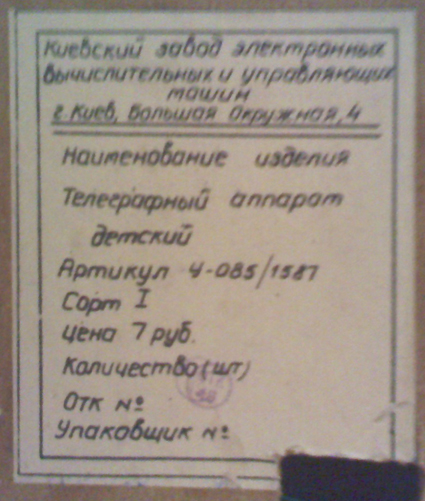 Киевский завод электронных
вычислительных и управляющих
машин
г. Киев, Большая Окружная, 4
Наименование изделия
Телеграфный аппарат
детский
Артикул Ч-085/1587
Сорт I
Цена 7 руб.
Количество (шт)
ОТК №
Упаковщик №